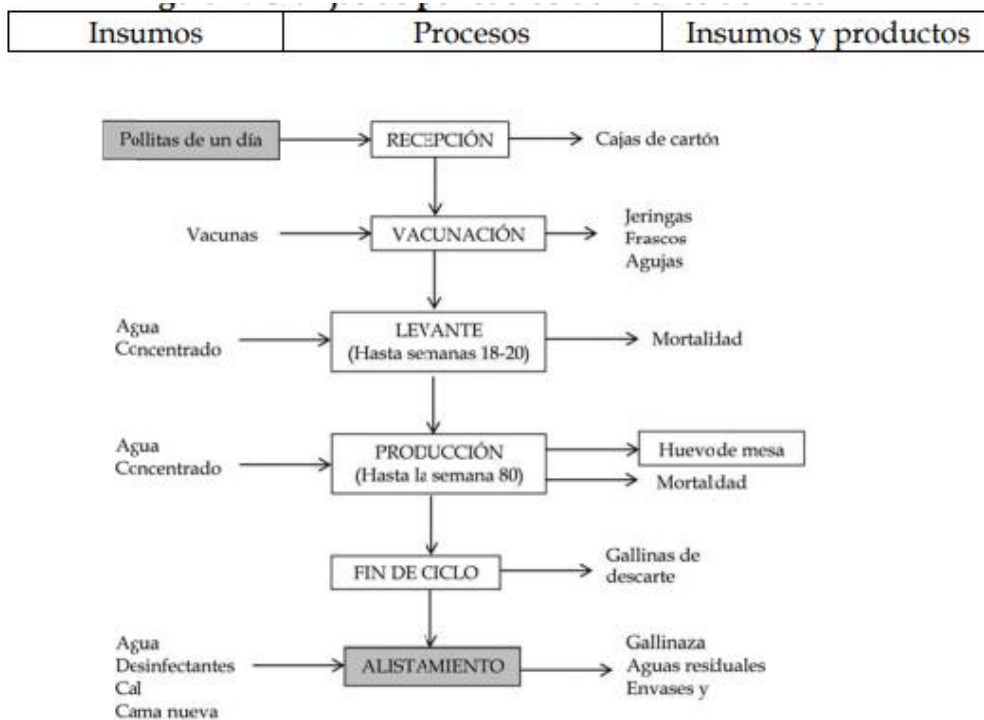 Insumos Procesos Insumos y productos
Pollitas de un día RECEPCIÓN Cajas de cartón
Vacunas VACUNACIÓN Jeringas
Frascos
Agujas
Agua
Concentrado
LEVANTE
(Hasta semanas 18-20)
Mortalidad
Agua
Concentrado
PRODUCCIÓN
(Hasta la semana 80)
Huevo de mesa
Mortaldad
FIN DE CICLO
Gallinas de
descarte
Agua
Desinfectantes
Cal
Cama nueva
ALISTAMIENTO
Gallinaza
Aguas residuales
Envases y